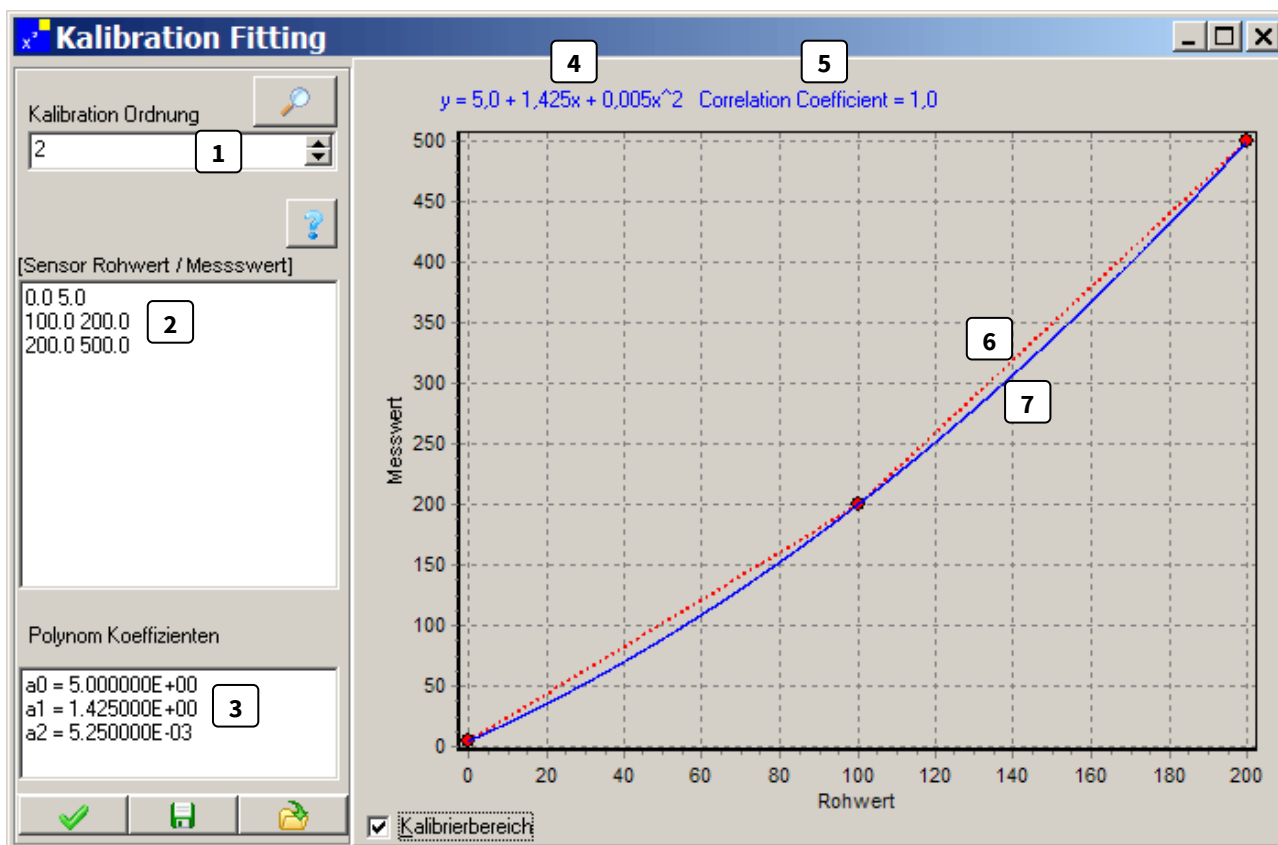 x² Kalibration Fitting
Kalibration Ordnung
2
1
[Sensor Rohwert / Messswert]
0.0 5.0
100.0 200.0
200.0 500.0
2
Polynom Koeffizienten
a0 = 5.000000E+00
a1 = 1.425000E+00
a2 = 5.250000E-03
3
4
5
y = 5,0 + 1,425x + 0,005x^2 Correlation Coefficient = 1,0
500
450
400
350
300
250
200
150
100
50
0
Messwert
6
7
0 20 40 60 80 100 120 140 160 180 200
Rohwert
Kalibrierbereich